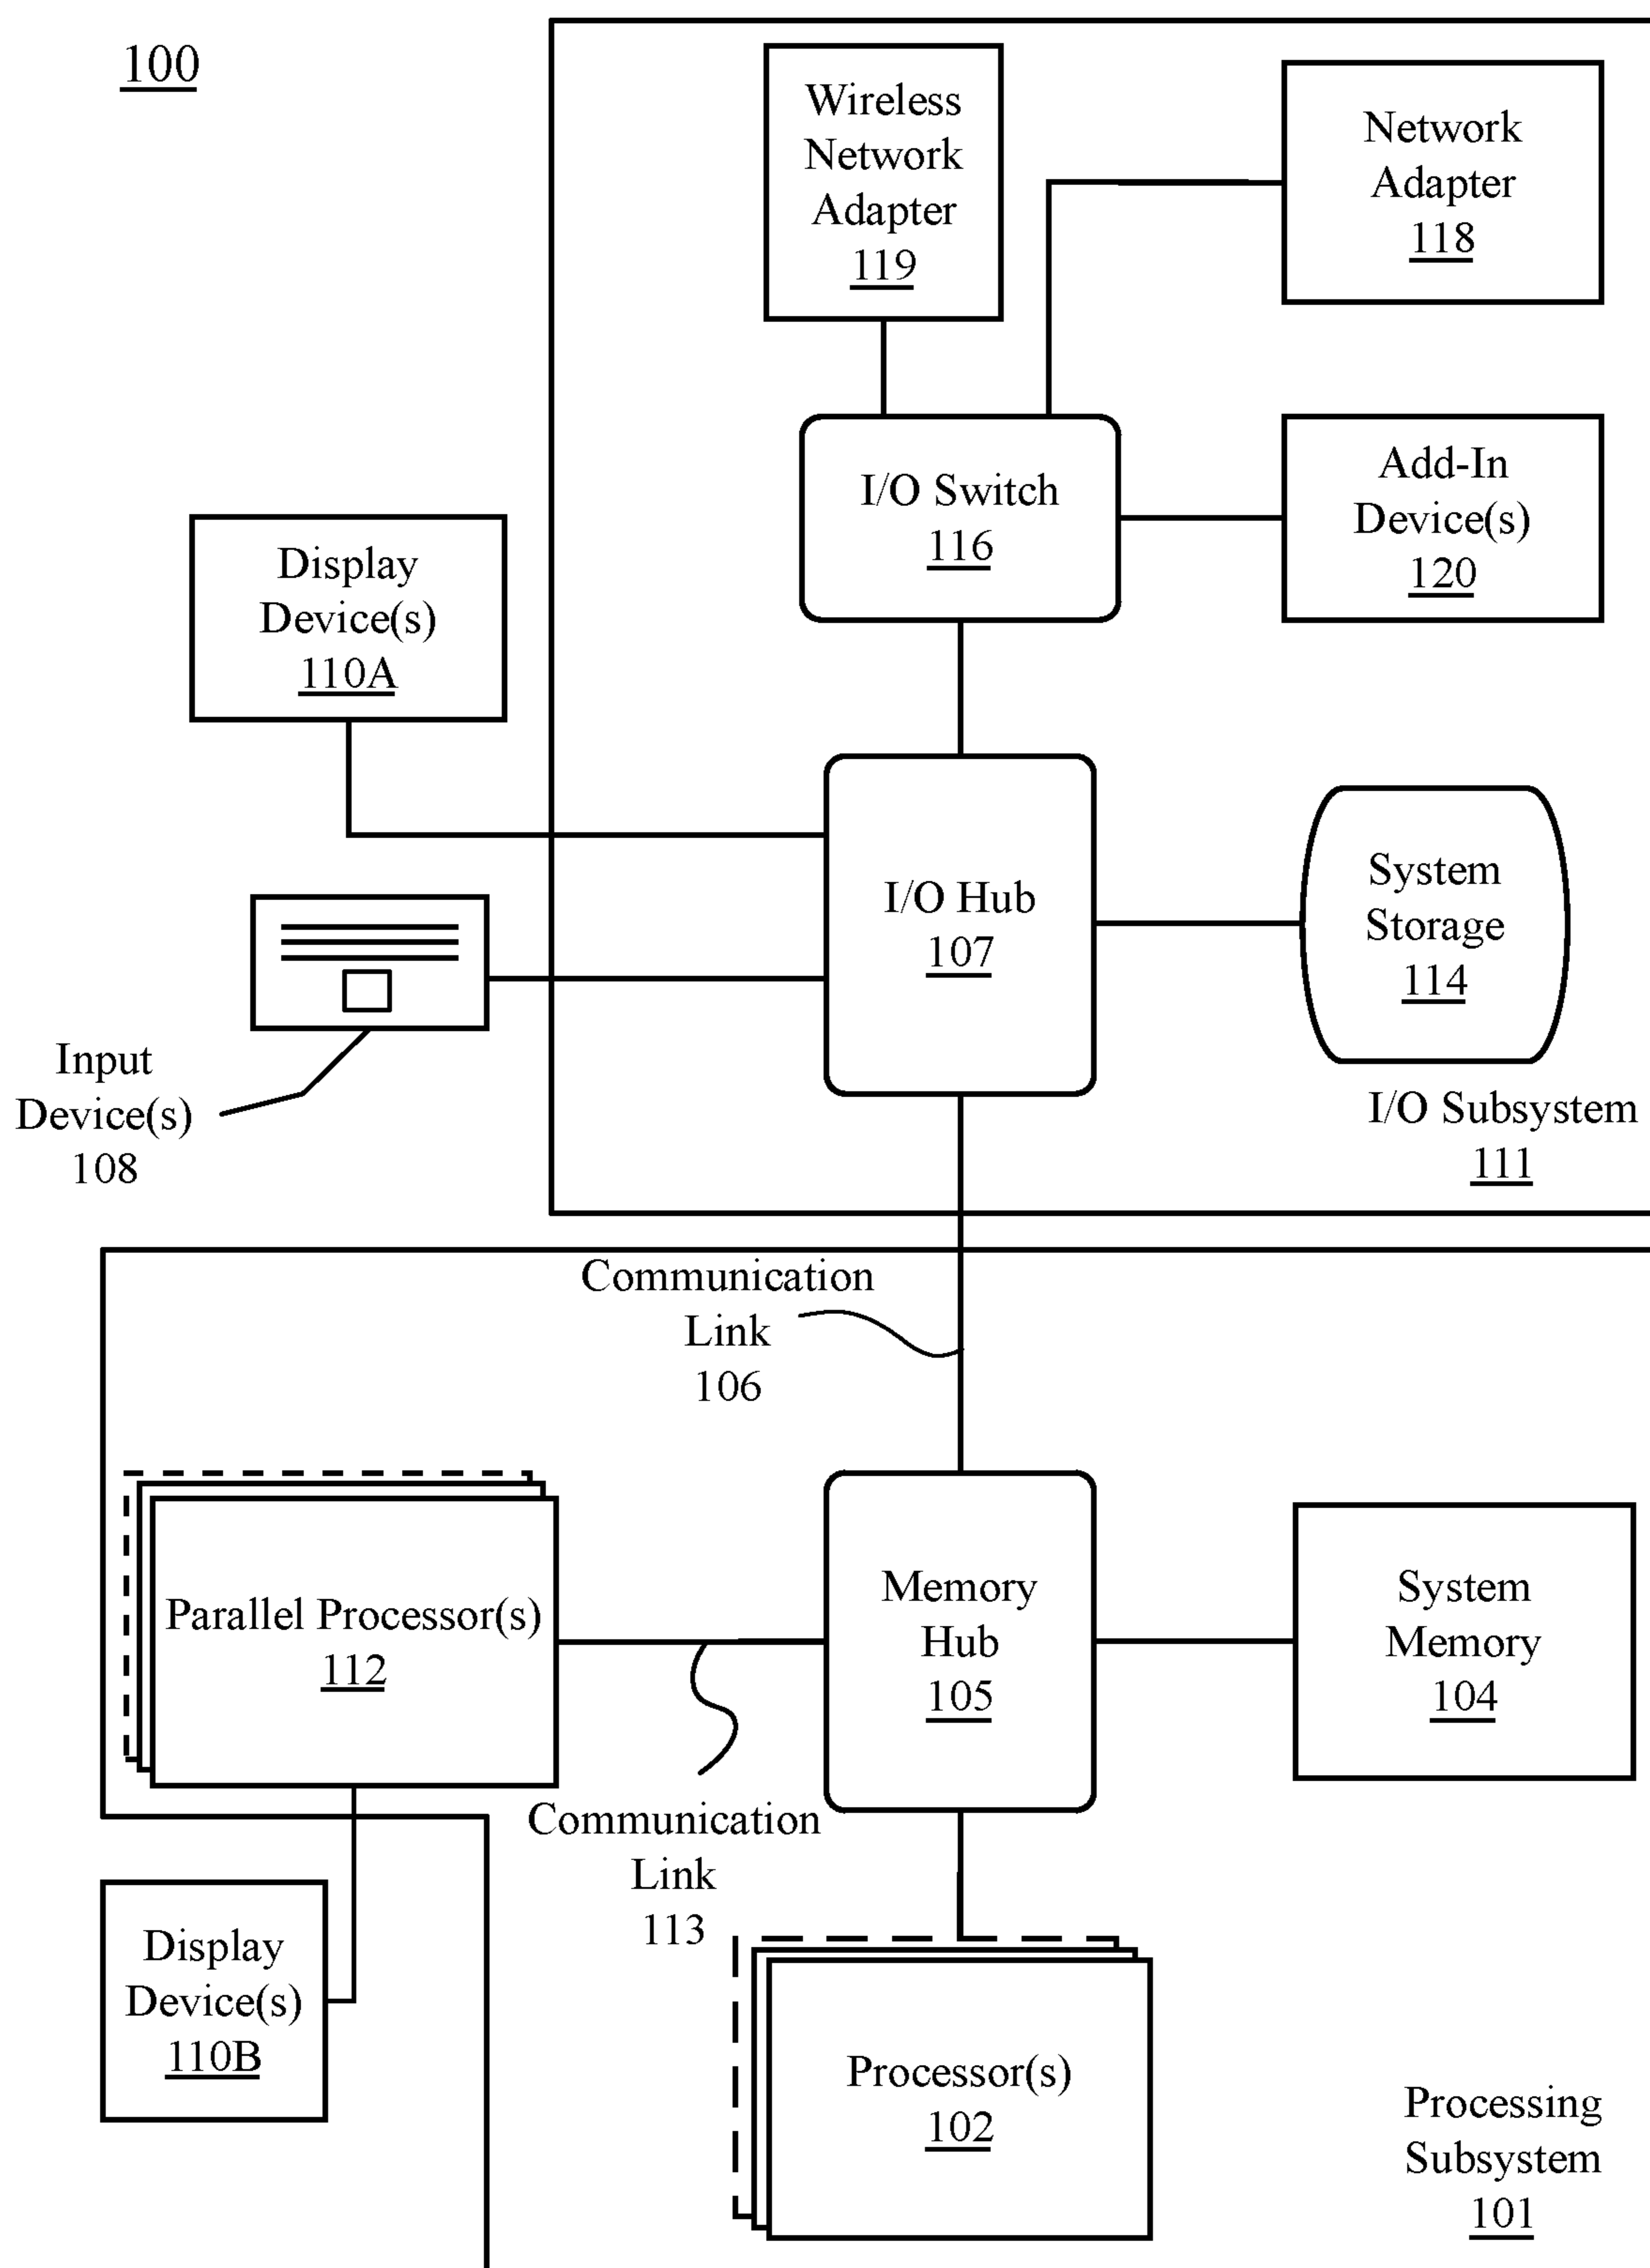 100
Wireless
Network
Adapter
119
Network
Adapter
118
I/O Switch
116
Add-In
Device(s)
120
Display
Device(s)
110A
I/O Hub
107
System
Storage
114
Input
Device(s)
108
I/O Subsystem
111
Communication
Link
106
Parallel Processor(s)
112
Memory
Hub
105
System
Memory
104
Communication
Link
113
Display
Device(s)
110B
Processor(s)
102
Processing
Subsystem
101